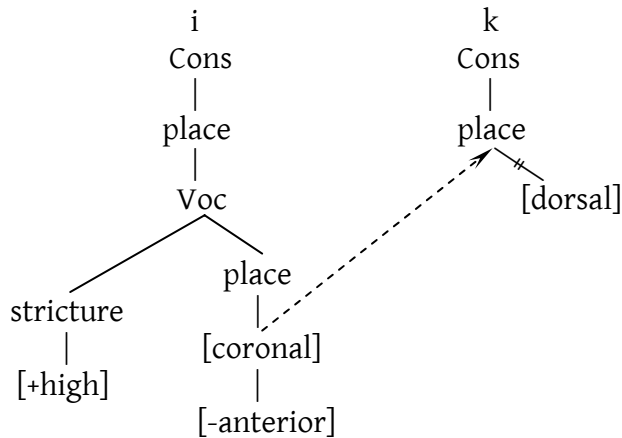 i k
Cons Cons
place place
Voc [dorsal]
place
stricture
[coronal]
[+high]
[-anterior]